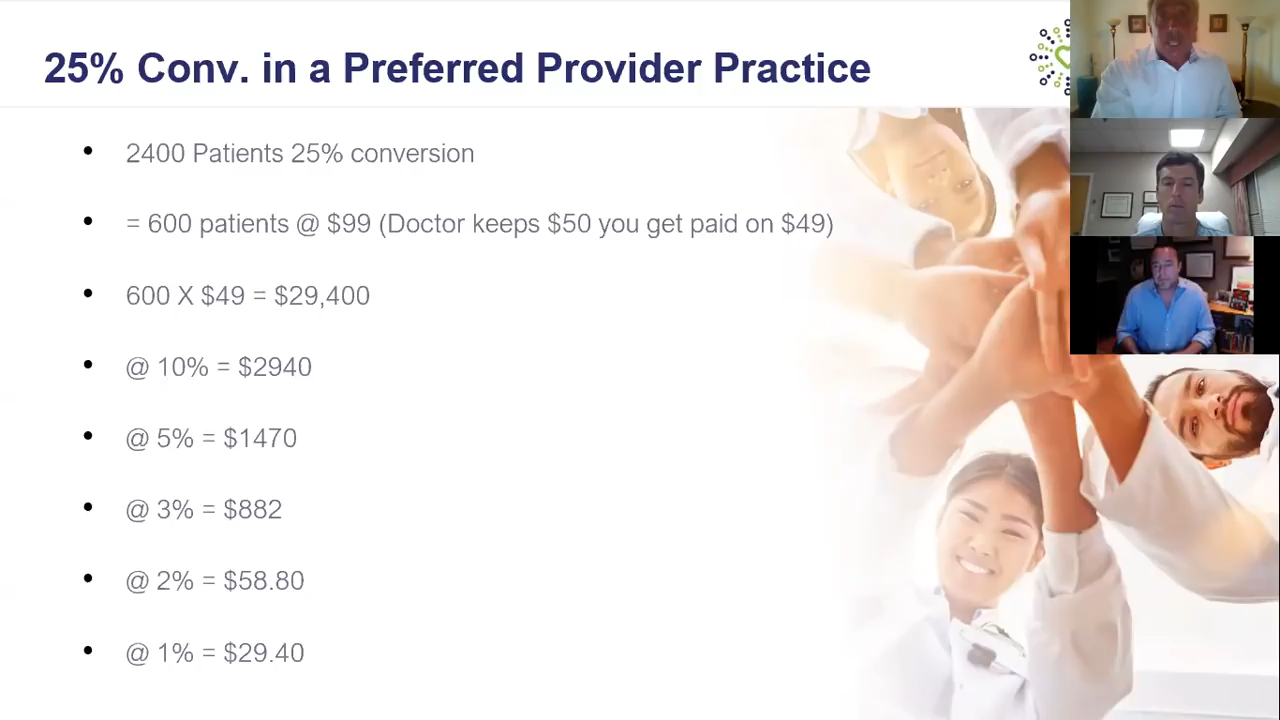 25% Conv. in a Preferred Provider Practice
• 2400 Patients 25% conversion
• = 600 patients @ $99 (Doctor keeps $50 you get paid on $49)
• 600 X $49 = $29,400
• @ 10% = $2940
• @ 5% = $1470
• @ 3% = $882
• @ 2% = $58.80
• @ 1% = $29.40